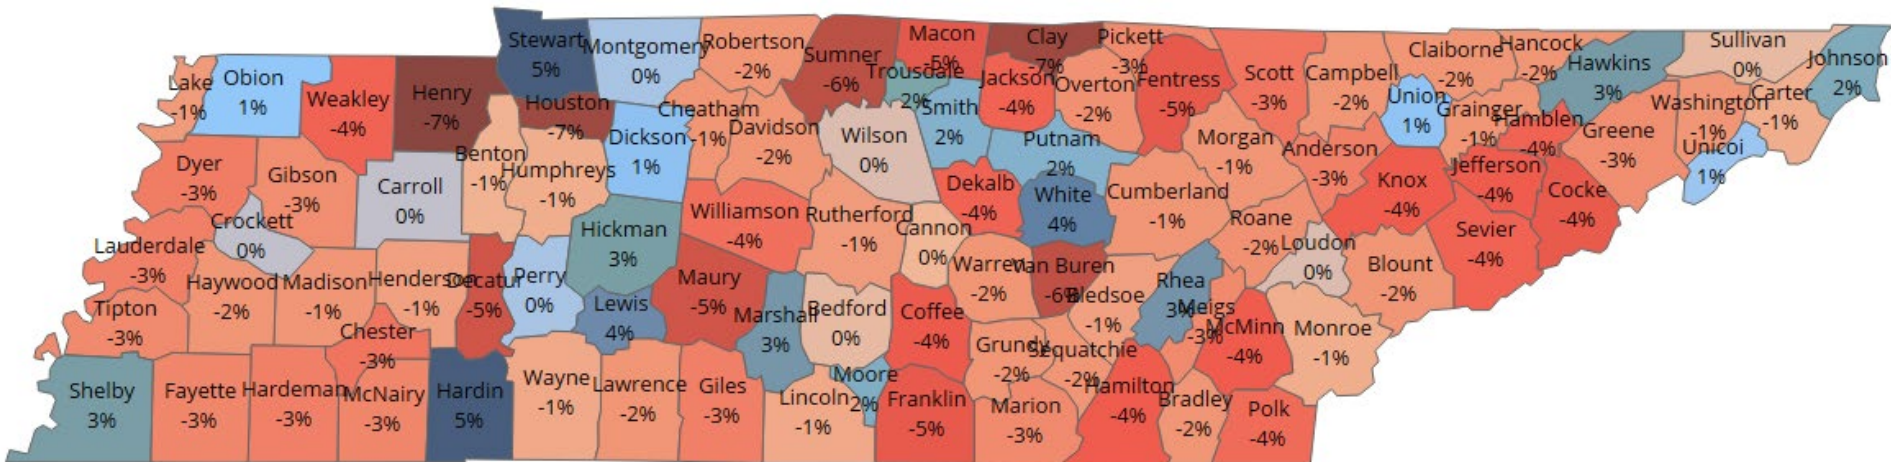 Stewart
5%
Montgomery
0%
Robertson
-2%
Sumner
-6%
Macon
-5%
Trousdale
2%
Clay
-7%
Pickett
-3%
Jackson
-4%
Overton
-2%
Fentress
-5%
Scott
-3%
Campbell
-2%
Claiborne
-2%
Hancock
-2%
Hawkins
3%
Sullivan
0%
Johnson
2%
Lake
-1%
Obion
1%
Weakley
-4%
Henry
-7%
Houston
-7%
Dickson
1%
Cheatham
-1%
Davidson
-2%
Wilson
0%
Smith
2%
Putnam
2%
Morgan
-1%
Anderson
-3%
Union
1%
Grainger
-1%
Hamblen
-4%
Greene
-3%
Washington
-1%
Carter
-1%
Unicoi
1%
Dyer
-3%
Gibson
-3%
Carroll
0%
Benton
-1%
Humphreys
-1%
Hickman
3%
Williamson
-4%
Rutherford
-1%
Cannon
0%
Dekalb
-4%
White
4%
Cumberland
-1%
Roane
-2%
Loudon
0%
Knox
-4%
Jefferson
-4%
Cocke
-4%
Sevier
-4%
Blount
-2%
Crockett
0%
Lauderdale
-3%
Haywood
-2%
Madison
-1%
Henderson
-1%
Decatur
-5%
Perry
0%
Lewis
4%
Maury
-5%
Marshall
3%
Bedford
0%
Coffee
-4%
Warren
-2%
Van Buren
-6%
Bledsoe
-1%
Rhea
3%
Meigs
-3%
McMinn
-4%
Monroe
-1%
Tipton
-3%
Chester
-3%
Shelby
3%
Fayette
-3%
Hardeman
-3%
McNairy
-3%
Hardin
5%
Wayne
-1%
Lawrence
-2%
Giles
-3%
Lincoln
-1%
Moore
2%
Franklin
-5%
Grundy
-2%
Sequatchie
-2%
Marion
-3%
Hamilton
-4%
Bradley
-2%
Polk
-4%